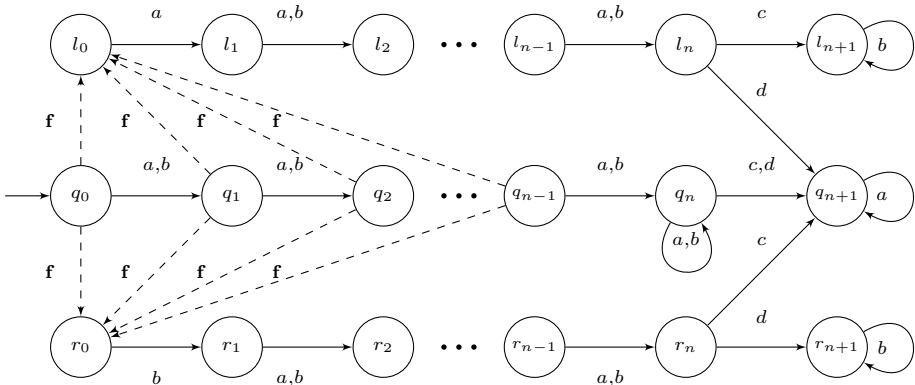 a a,b a,b c
l₀ l₁ l₂ ••• lₙ₋₁ lₙ lₙ₊₁ b
d
f f f f
a,b a,b a,b c,d
q₀ q₁ q₂ ••• qₙ₋₁ qₙ qₙ₊₁ a
a,b
f f f f c
d
r₀ r₁ r₂ ••• rₙ₋₁ rₙ rₙ₊₁ b
b a,b a,b